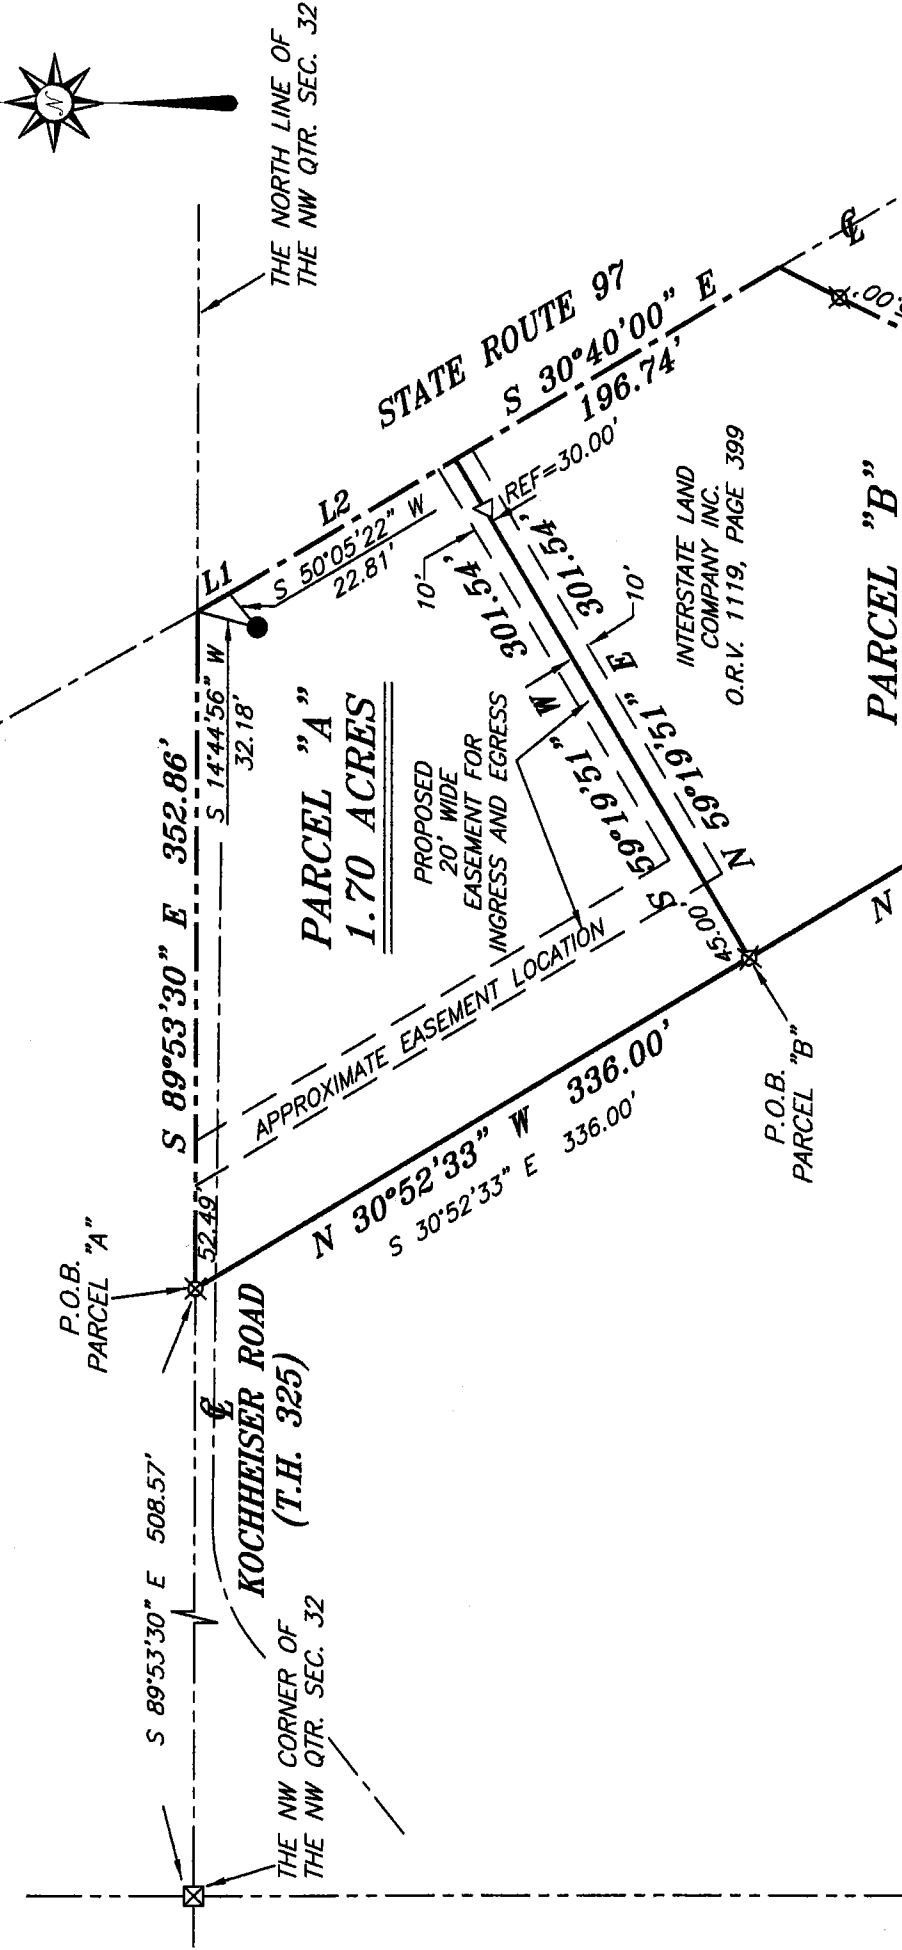 N
THE NORTH LINE OF
THE NW QTR. SEC. 32
STATE ROUTE 97
S 30°40'00" E
196.74'
℄
L1
L2
S 50°05'22" W
22.81'
S 14°44'56" W
32.18'
S 89°53'30" E 352.86'
PARCEL "A"
1.70 ACRES
PROPOSED
20' WIDE
EASEMENT FOR
INGRESS AND EGRESS
10'
REF=30.00'
S 59°19'51" W 301.54'
N 59°19'51" E 301.54'
10'
INTERSTATE LAND
COMPANY INC.
O.R.V. 1119, PAGE 399
PARCEL "B"
APPROXIMATE EASEMENT LOCATION
45.00'
52.49'
N 30°52'33" W 336.00'
S 30°52'33" E 336.00'
P.O.B.
PARCEL "B"
N
P.O.B.
PARCEL "A"
℄
KOCHHEISER ROAD
(T.H. 325)
S 89°53'30" E 508.57'
THE NW CORNER OF
THE NW QTR. SEC. 32